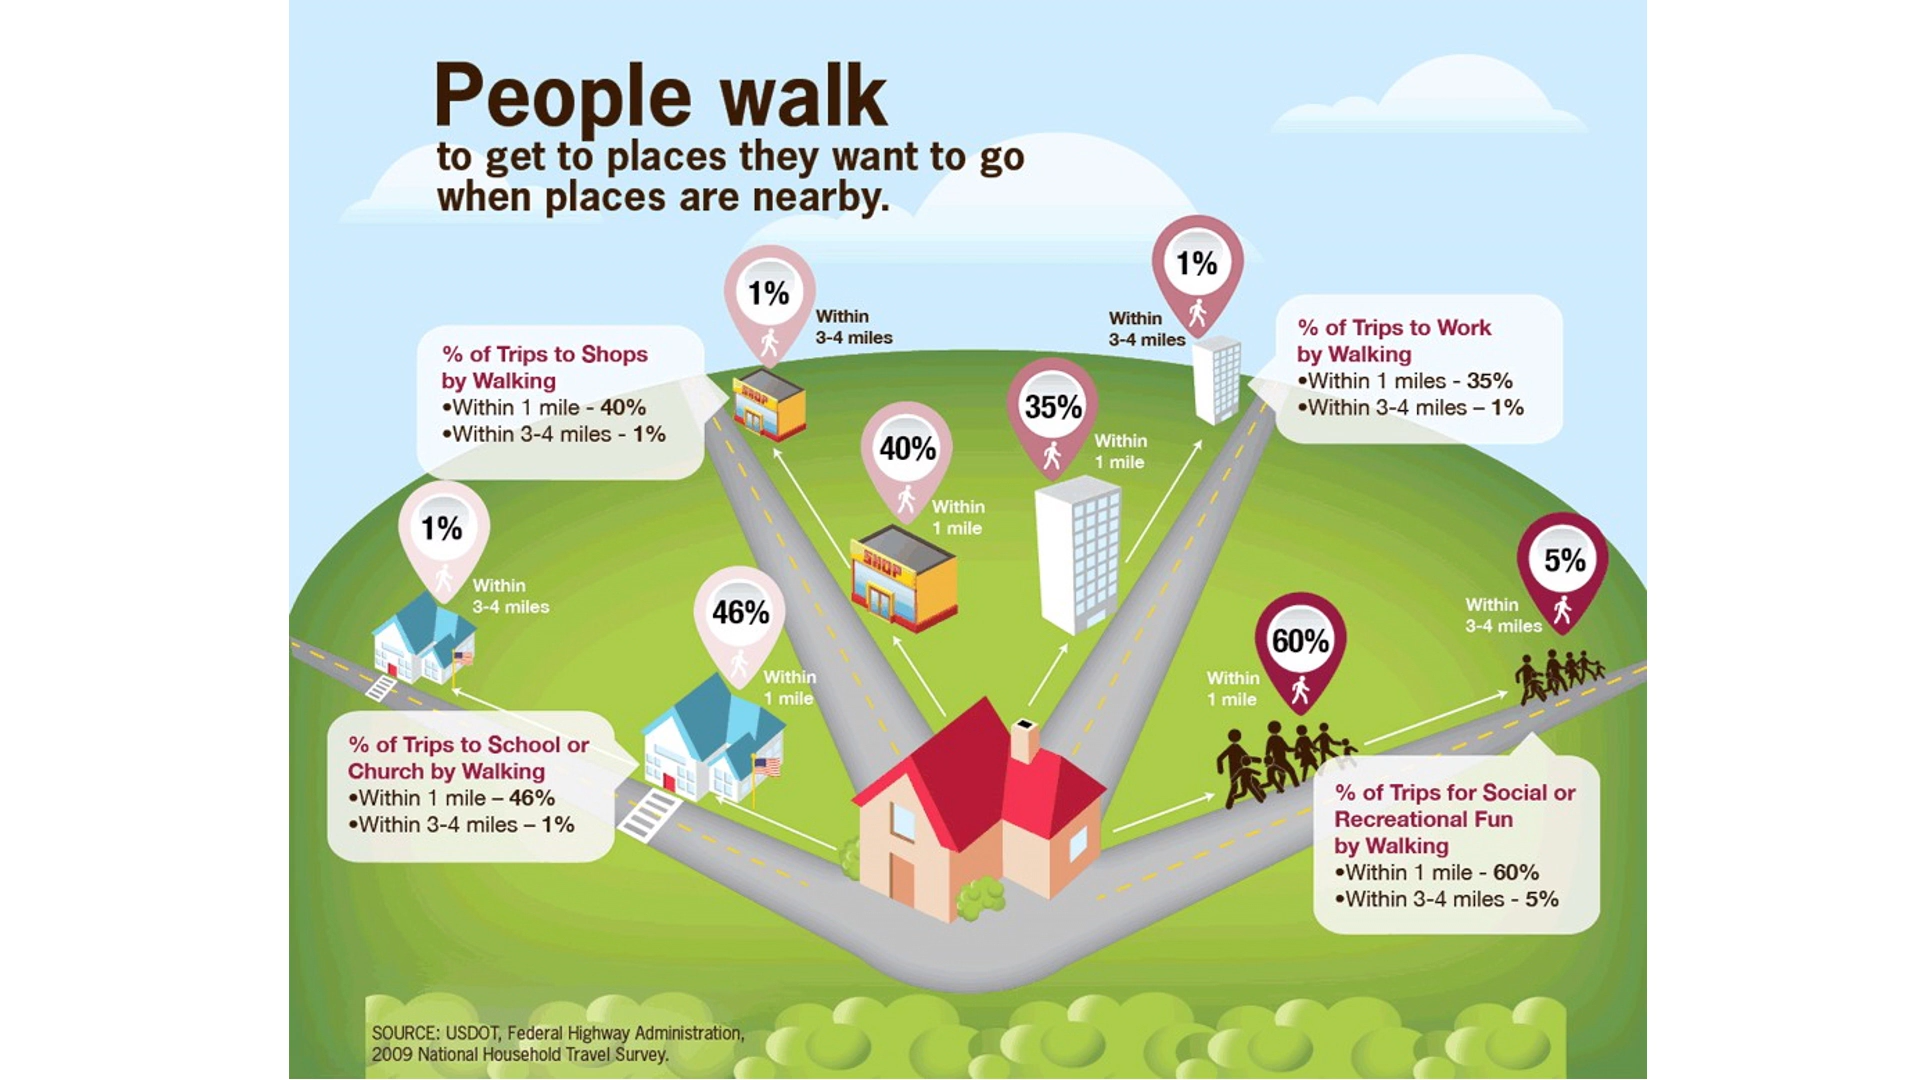 People walk
to get to places they want to go
when places are nearby.
1%
Within
3-4 miles
1%
Within
3-4 miles
% of Trips to Shops
by Walking
•Within 1 mile - 40%
•Within 3-4 miles - 1%
% of Trips to Work
by Walking
•Within 1 miles - 35%
•Within 3-4 miles – 1%
SHOP
40%
Within
1 mile
35%
Within
1 mile
SHOP
1%
Within
3-4 miles
46%
Within
1 mile
60%
Within
1 mile
5%
Within
3-4 miles
% of Trips to School or
Church by Walking
•Within 1 mile – 46%
•Within 3-4 miles – 1%
% of Trips for Social or
Recreational Fun
by Walking
•Within 1 mile - 60%
•Within 3-4 miles - 5%
SOURCE: USDOT, Federal Highway Administration,
2009 National Household Travel Survey.